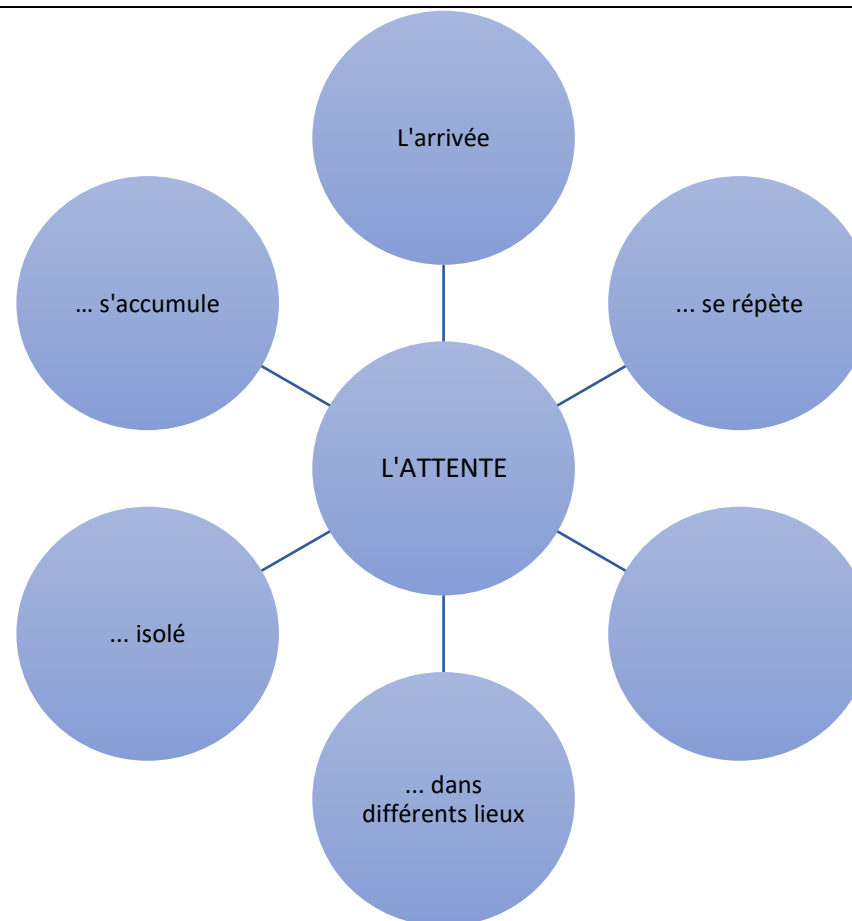 L'arrivée
… s'accumule
... se répète
L'ATTENTE
... isolé
... dans
différents lieux